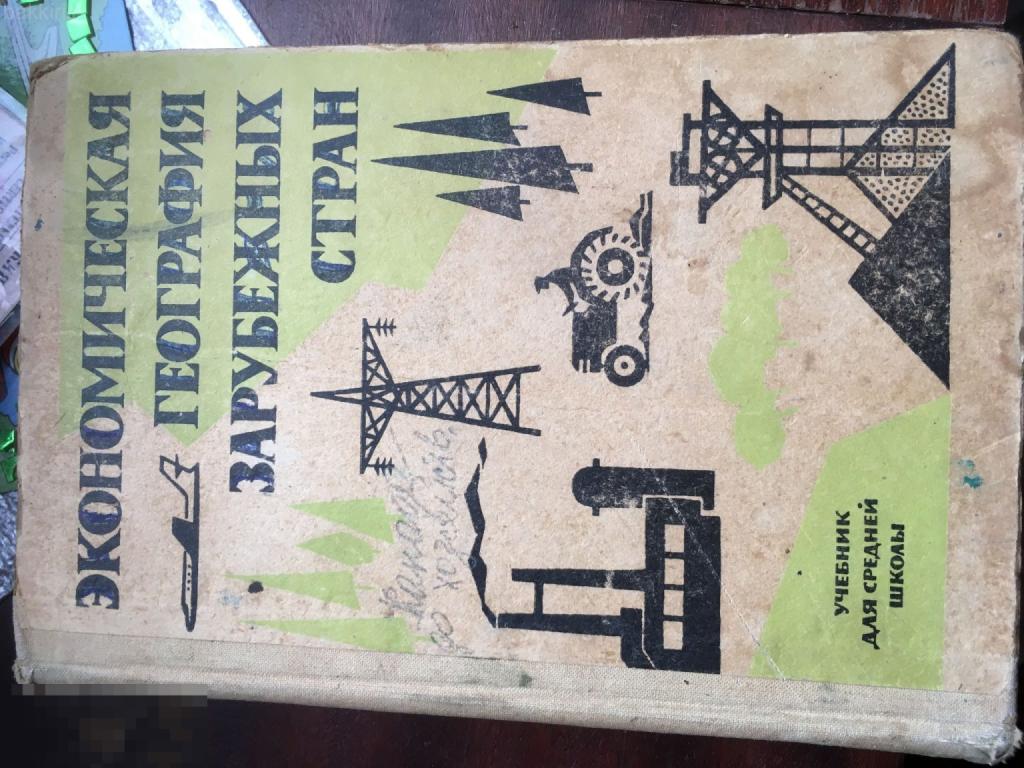 ЭКОНОМИЧЕСКАЯ
ГЕОГРАФИЯ
ЗАРУБЕЖНЫХ
СТРАН
УЧЕБНИК
ДЛЯ СРЕДНЕЙ
ШКОЛЫ